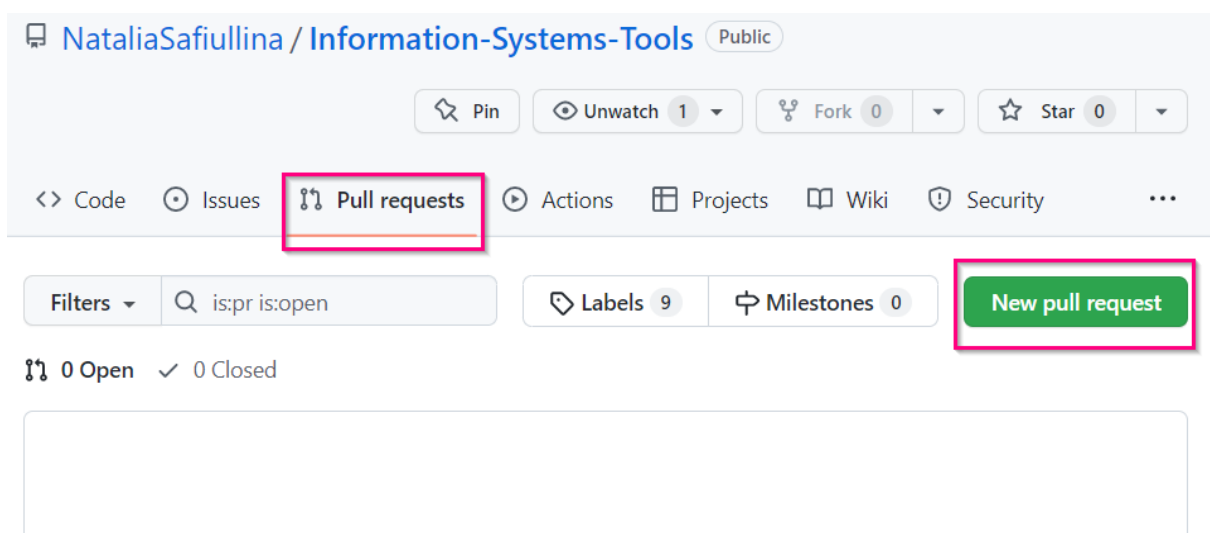 NataliaSafiullina / Information-Systems-Tools Public
Pin Unwatch 1 Fork 0 Star 0
<> Code Issues Pull requests Actions Projects Wiki Security ...
Filters is:pr is:open Labels 9 Milestones 0 New pull request
0 Open ✓ 0 Closed